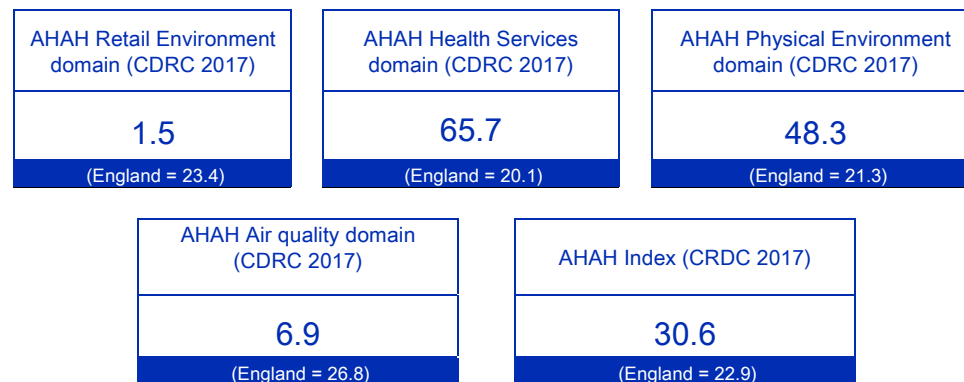 AHAH Retail Environment
domain (CDRC 2017)
1.5
(England = 23.4)
AHAH Health Services
domain (CDRC 2017)
65.7
(England = 20.1)
AHAH Physical Environment
domain (CDRC 2017)
48.3
(England = 21.3)
AHAH Air quality domain
(CDRC 2017)
6.9
(England = 26.8)
AHAH Index (CRDC 2017)
30.6
(England = 22.9)